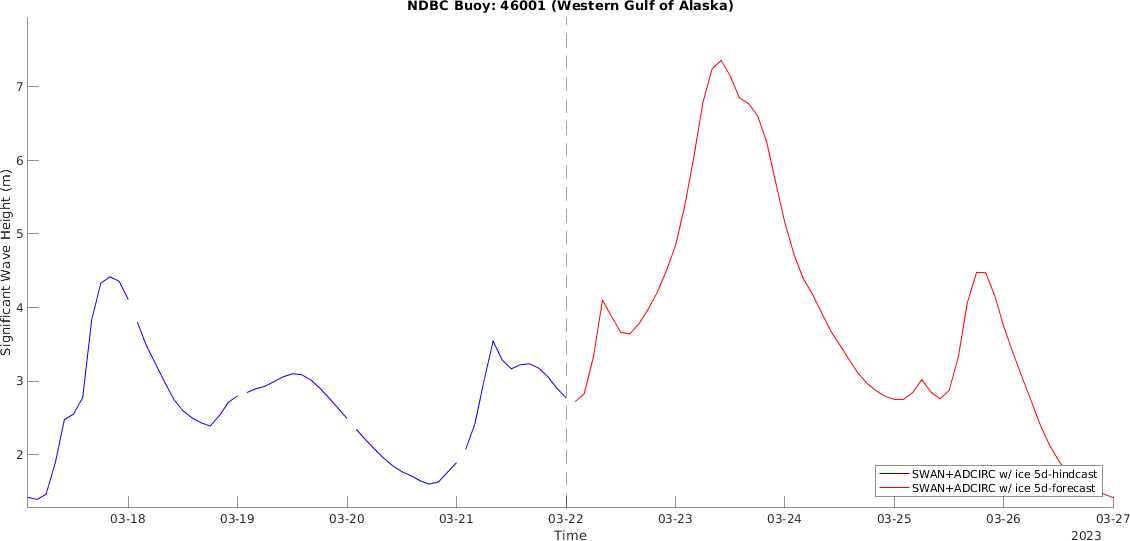 NDBC Buoy: 46001 (Western Gulf of Alaska)
Significant Wave Height (m)
7
6
5
4
3
2
SWAN+ADCIRC w/ ice 5d-hindcast
SWAN+ADCIRC w/ ice 5d-forecast
03-18 03-19 03-20 03-21 03-22 03-23 03-24 03-25 03-26 03-27
Time
2023